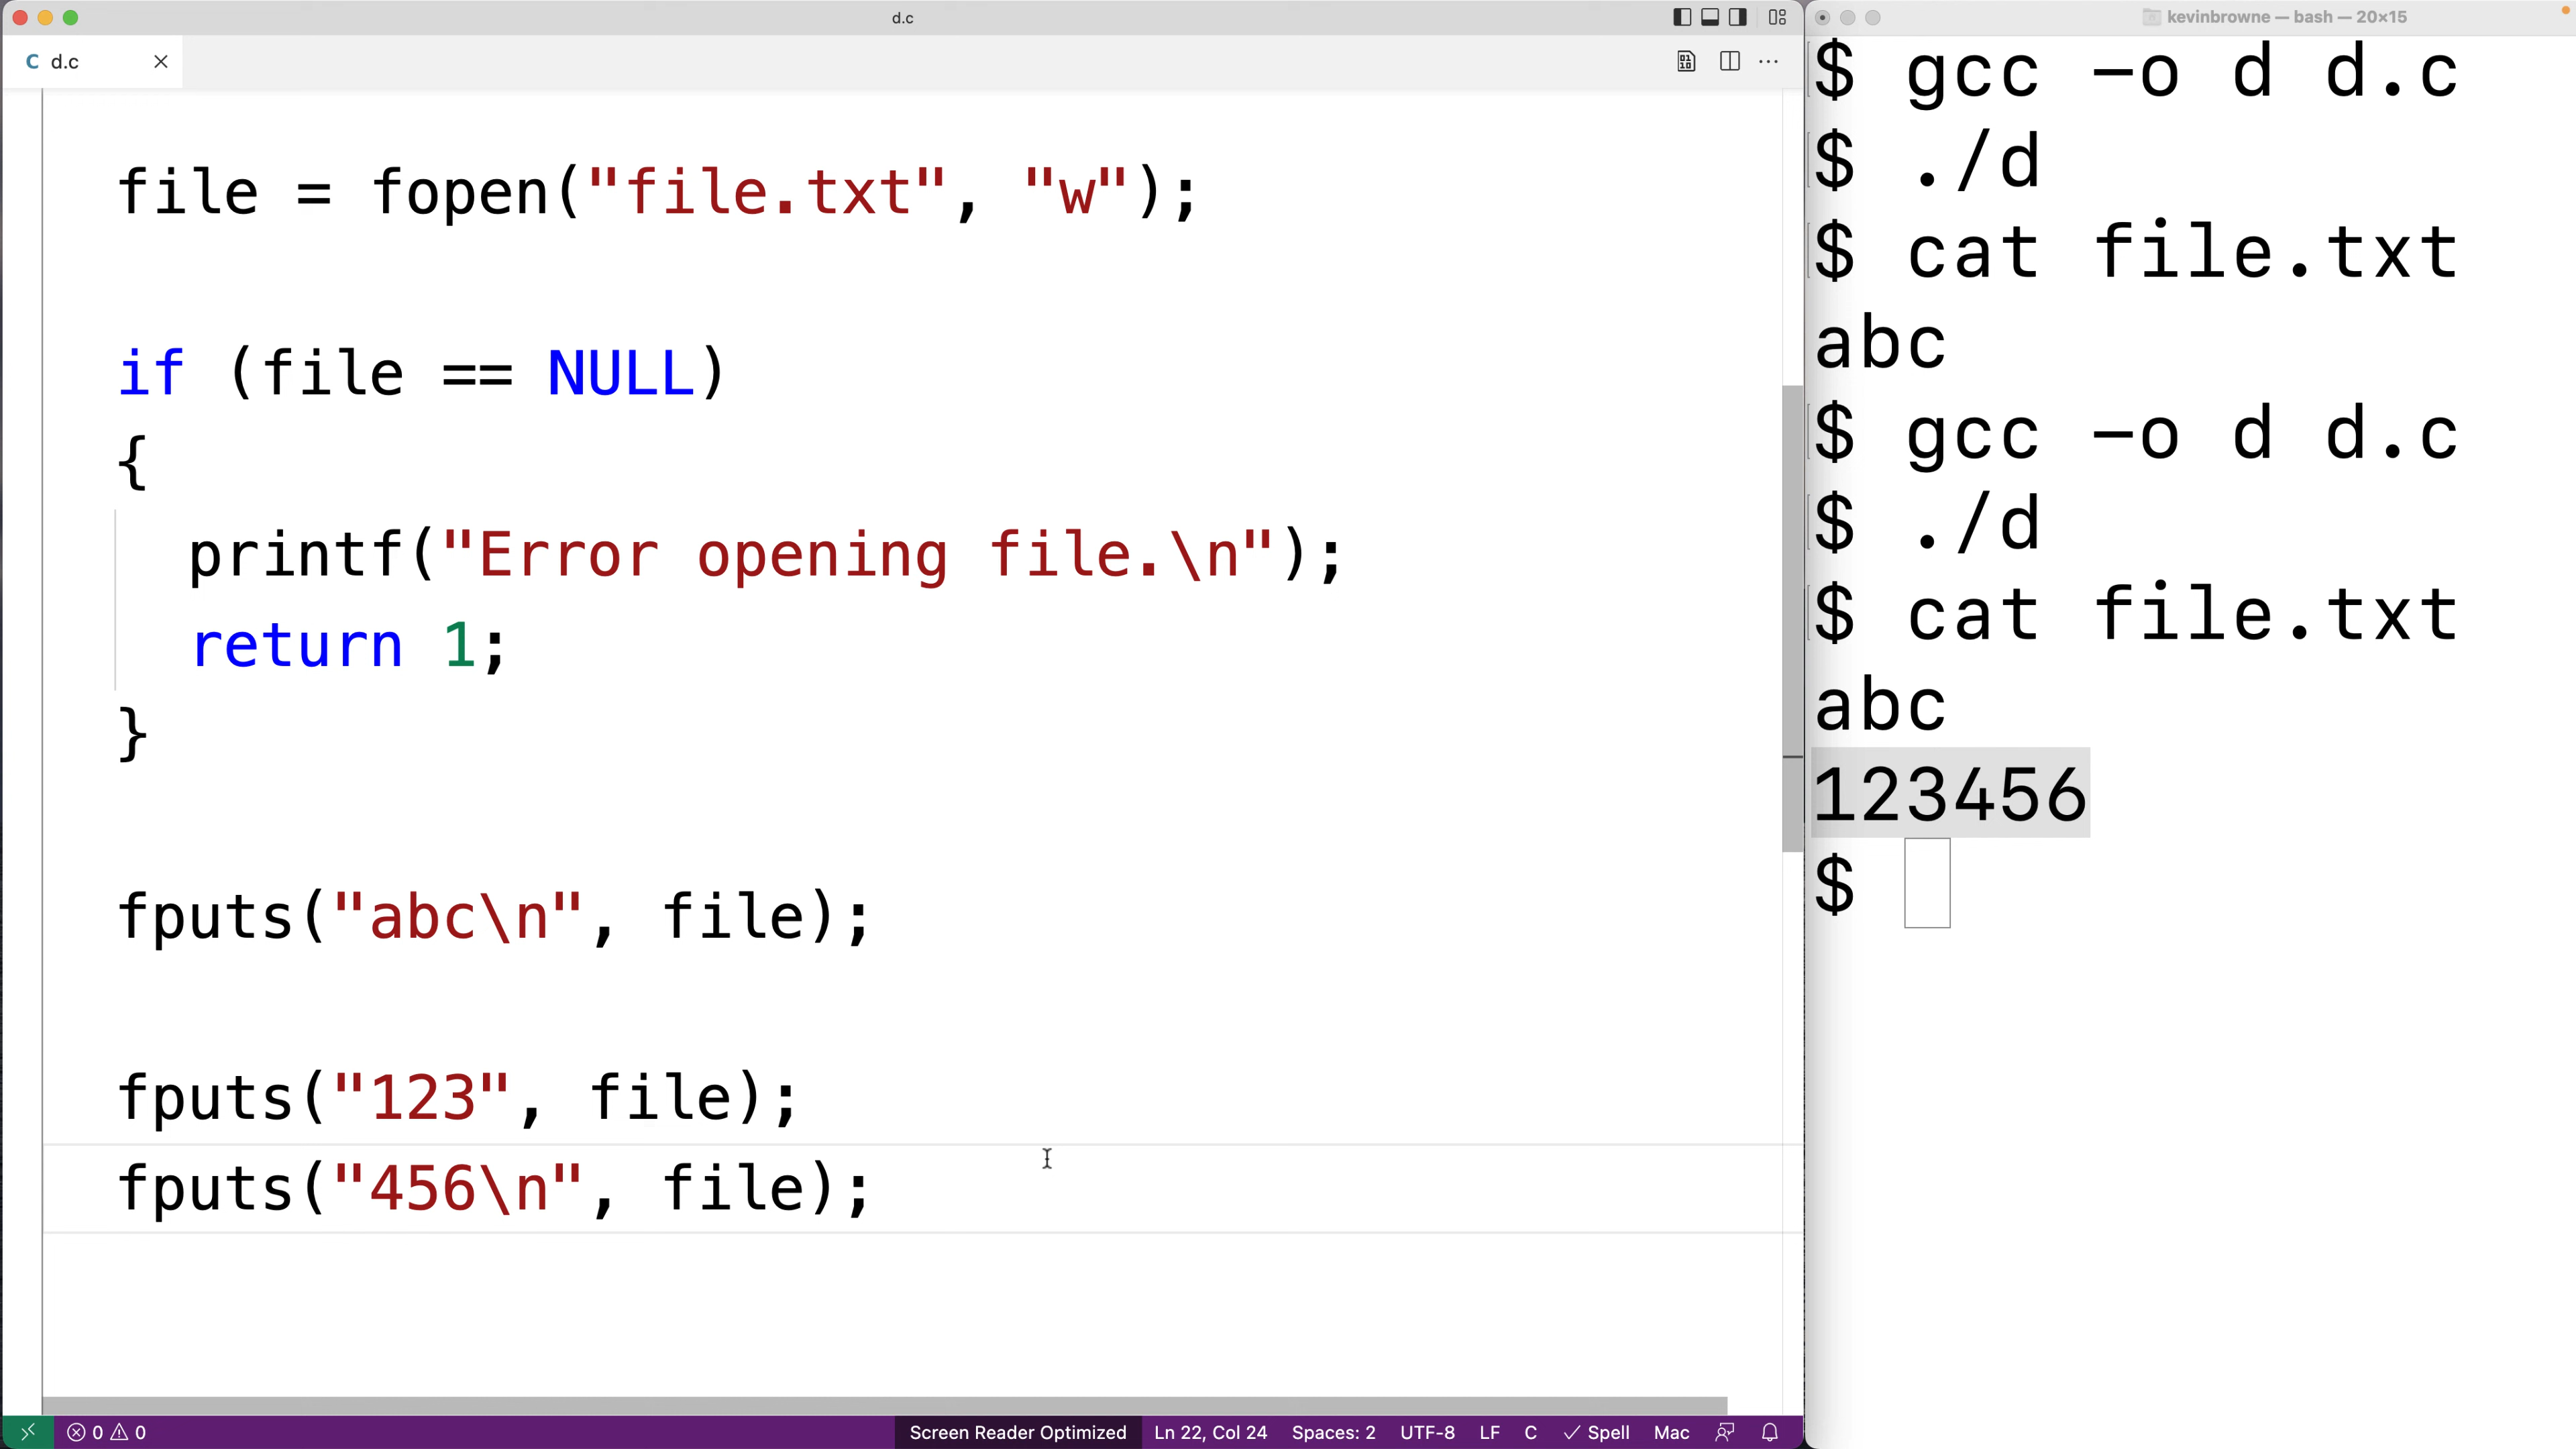 d.c
C d.c
file = fopen("file.txt", "w");
if (file == NULL)
{
printf("Error opening file.\n");
return 1;
}
fputs("abc\n", file);
fputs("123", file);
fputs("456\n", file);
0 0
Screen Reader Optimized Ln 22, Col 24 Spaces: 2 UTF-8 LF C Spell Mac
kevinbrowne — bash — 20×15
$ gcc -o d d.c
$ ./d
$ cat file.txt
abc
$ gcc -o d d.c
$ ./d
$ cat file.txt
abc
123456
$